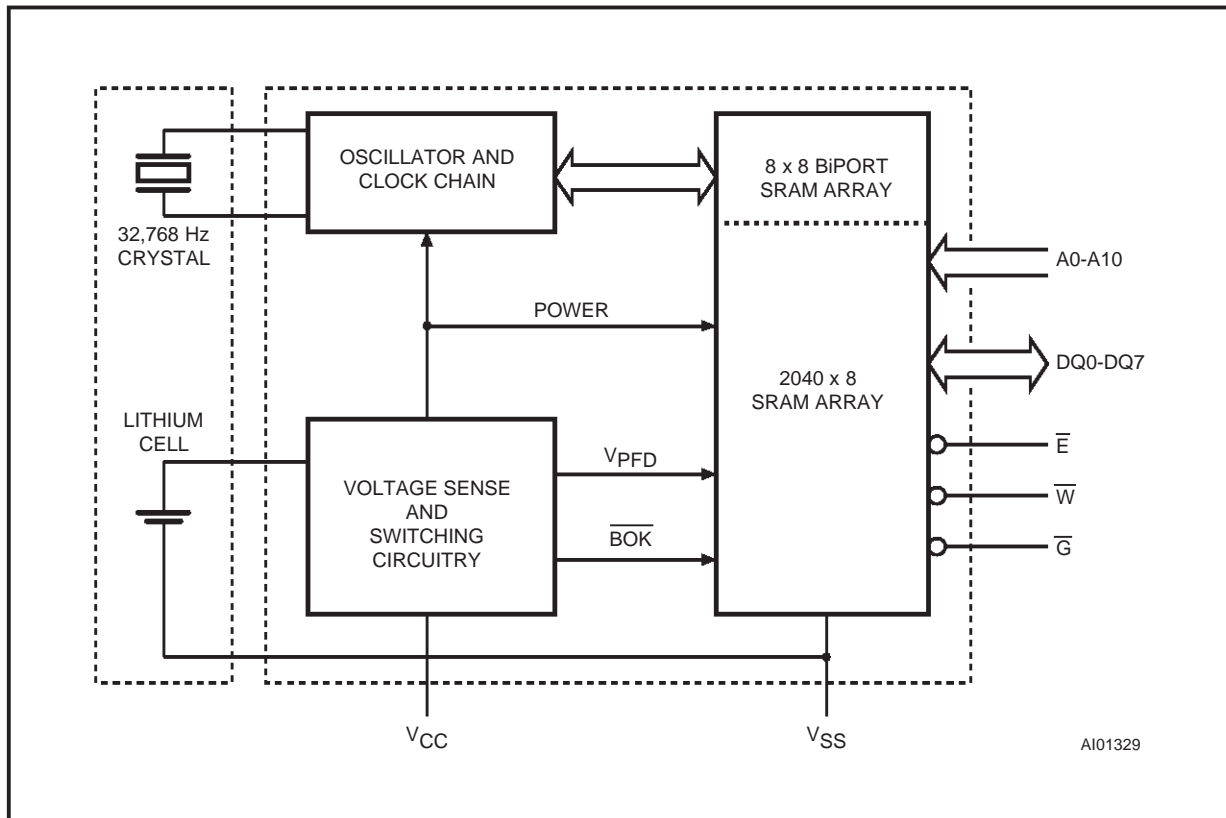 OSCILLATOR AND
CLOCK CHAIN
8 x 8 BiPORT
SRAM ARRAY
32,768 Hz
CRYSTAL
A0-A10
POWER
DQ0-DQ7
2040 x 8
SRAM ARRAY
LITHIUM
CELL
VOLTAGE SENSE
AND
SWITCHING
CIRCUITRY
VPFD
B̅O̅K̅
E̅
W̅
G̅
VCC
VSS
AI01329